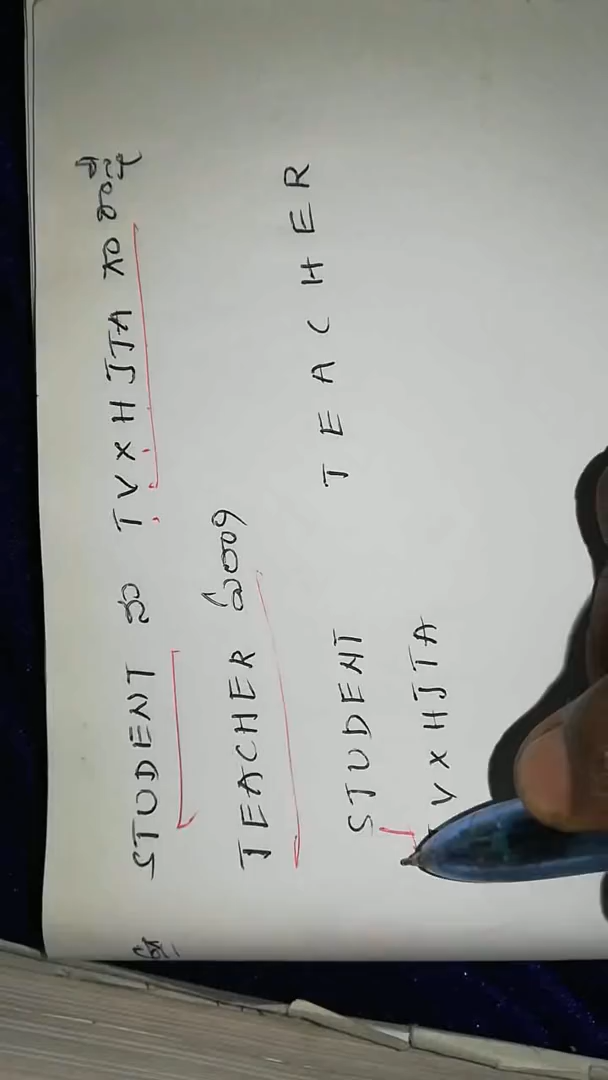 STUDENT ను TVXHJTA గా
TEACHER
STUDENT T E A C H E R
VXHJTA